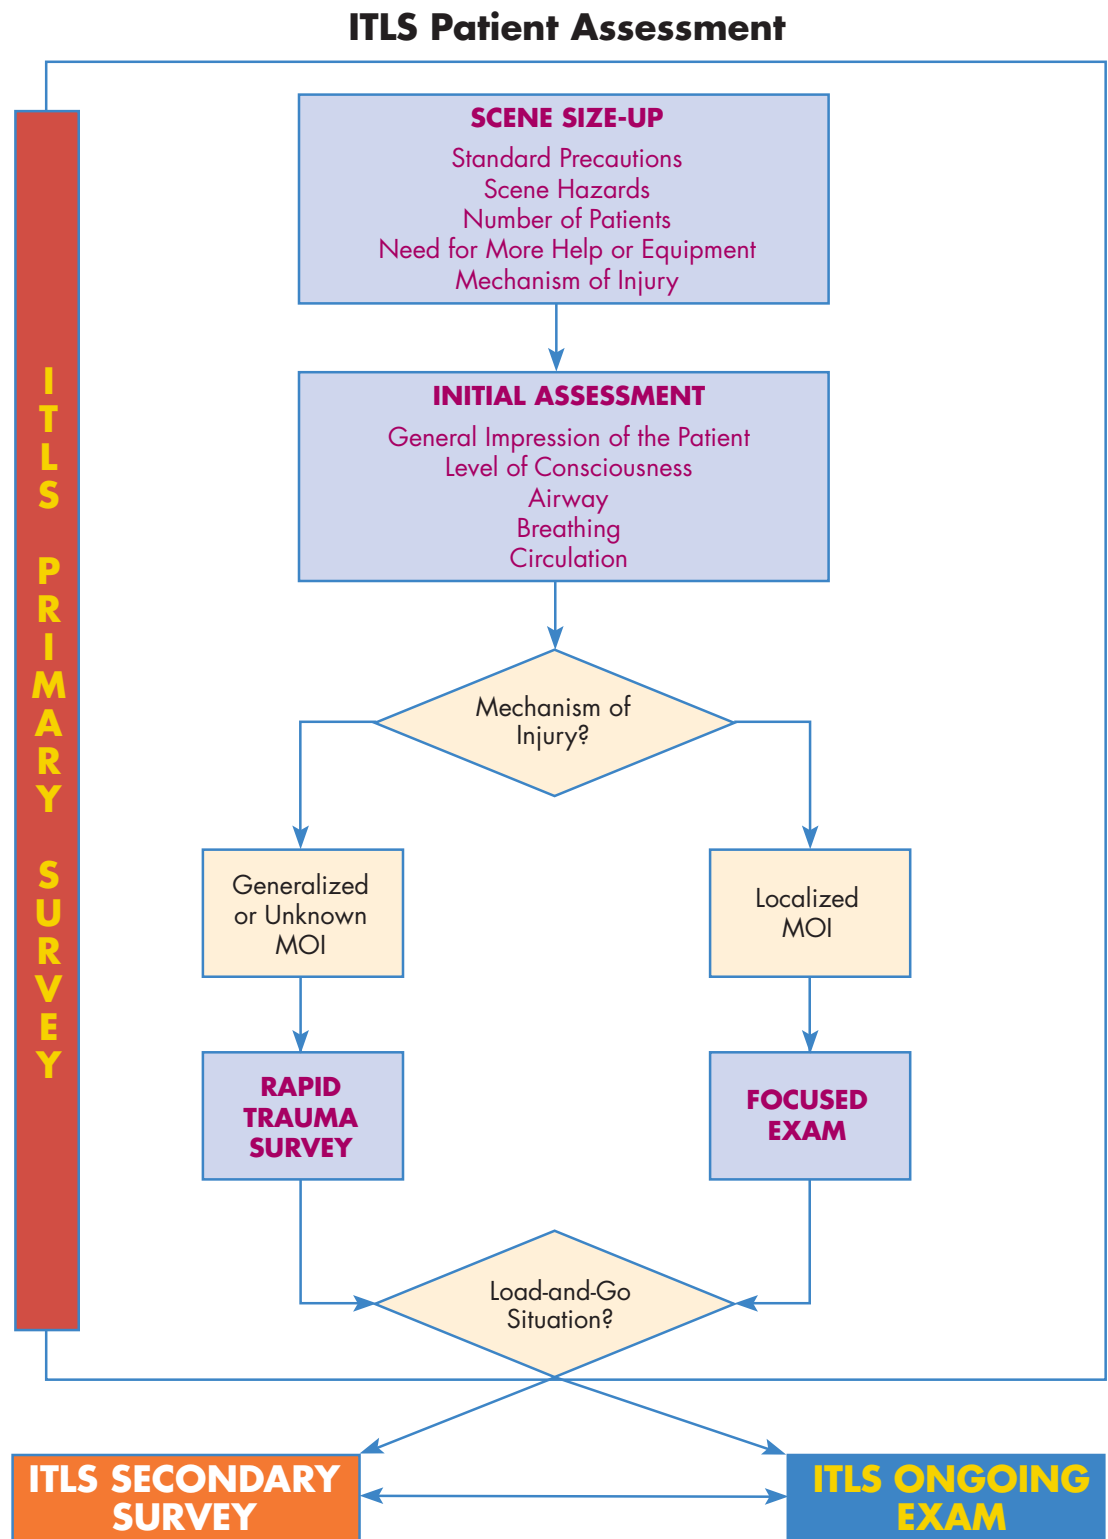 ITLS Patient Assessment
ITLS PRIMARY SURVEY
SCENE SIZE-UP
Standard Precautions
Scene Hazards
Number of Patients
Need for More Help or Equipment
Mechanism of Injury
INITIAL ASSESSMENT
General Impression of the Patient
Level of Consciousness
Airway
Breathing
Circulation
Mechanism of
Injury?
Generalized
or Unknown
MOI
Localized
MOI
RAPID
TRAUMA
SURVEY
FOCUSED
EXAM
Load-and-Go
Situation?
ITLS SECONDARY
SURVEY
ITLS ONGOING
EXAM